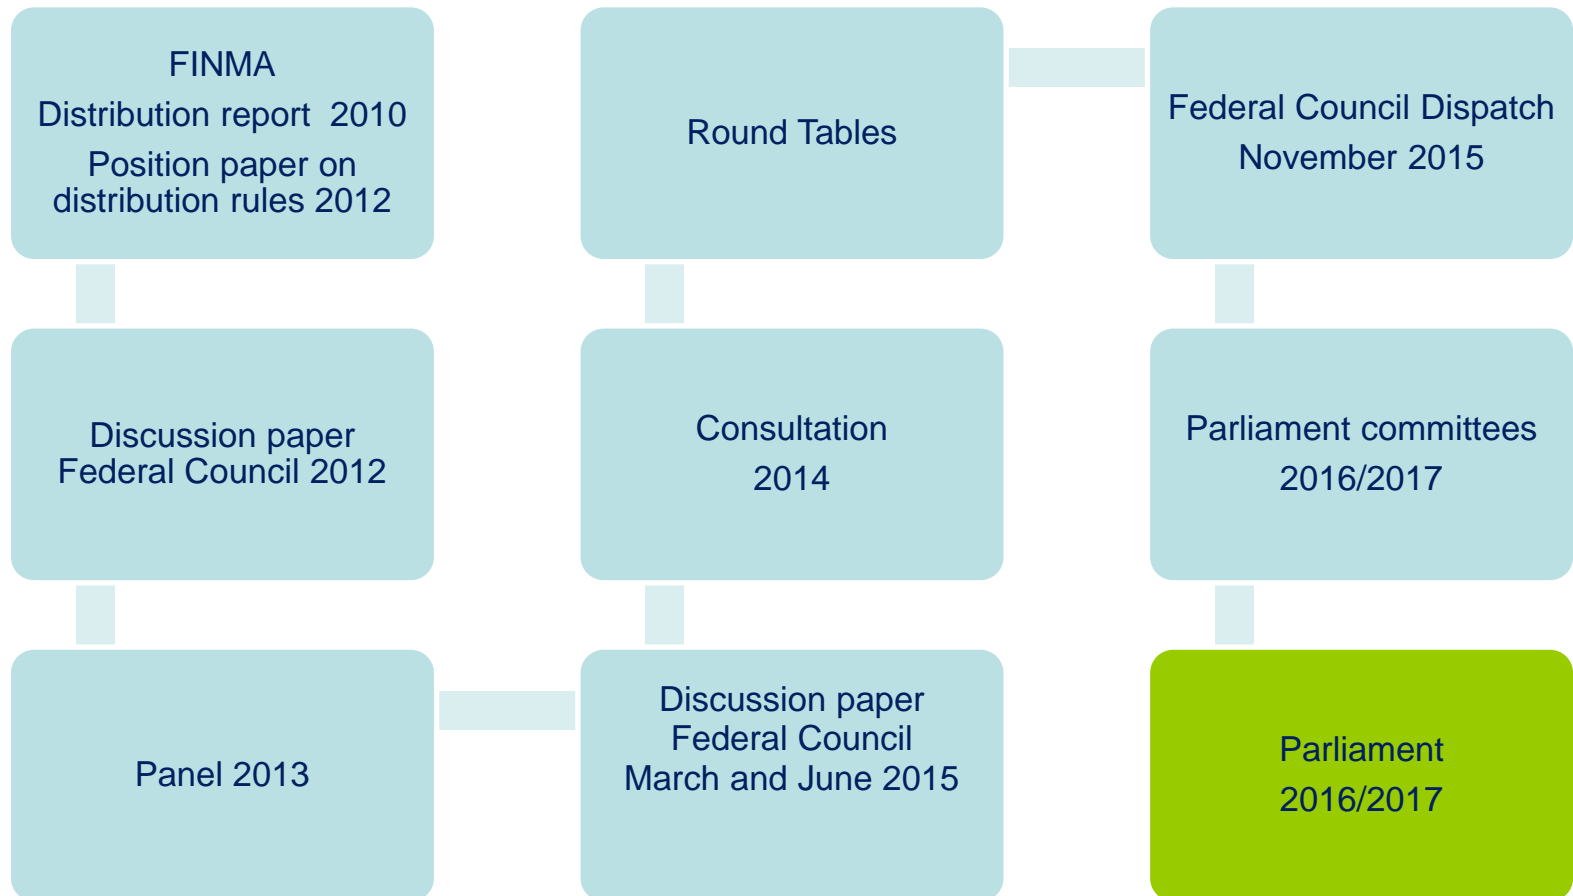 FINMA
Distribution report  2010
Position paper on
distribution rules 2012
Discussion paper
Federal Council 2012
Panel 2013
Discussion paper
Federal Council
March and June 2015
Consultation
2014
Round Tables
Federal Council Dispatch
November 2015
Parliament committees
2016/2017
Parliament
2016/2017